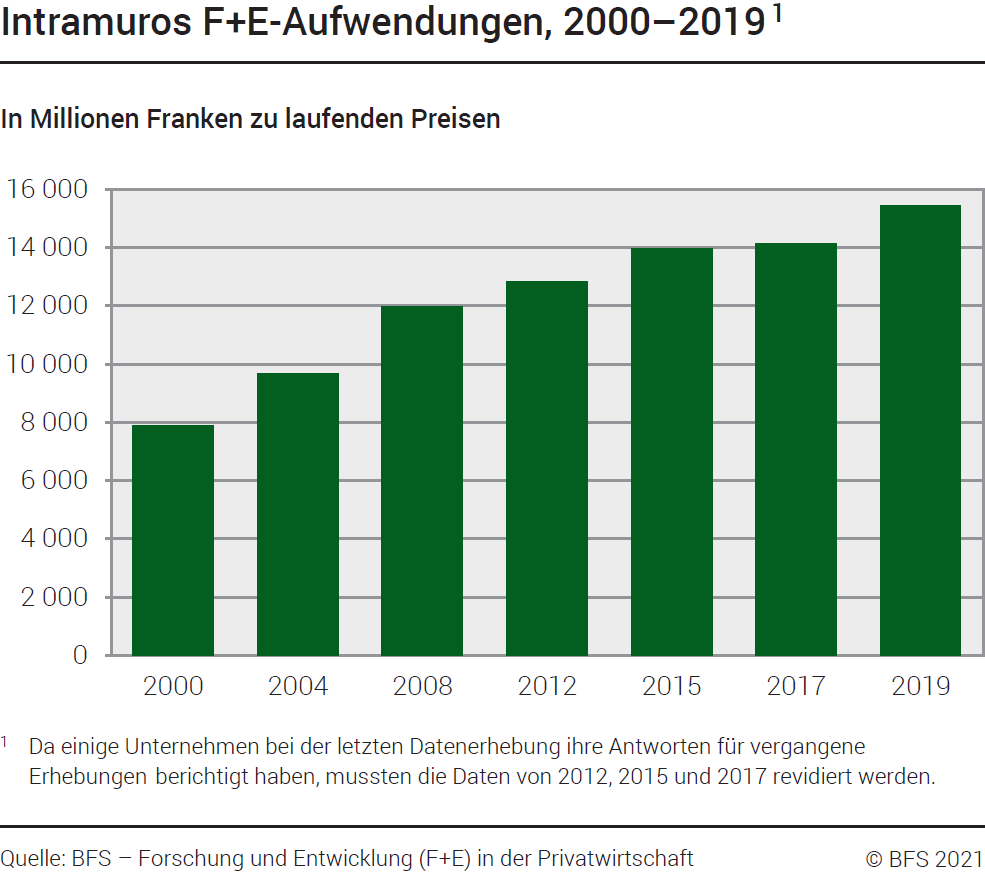 Intramuros F+E-Aufwendungen, 2000–2019 ¹
In Millionen Franken zu laufenden Preisen
16 000
14 000
12 000
10 000
8 000
6 000
4 000
2 000
0
2000 2004 2008 2012 2015 2017 2019
¹ Da einige Unternehmen bei der letzten Datenerhebung ihre Antworten für vergangene
Erhebungen berichtigt haben, mussten die Daten von 2012, 2015 und 2017 revidiert werden.
Quelle: BFS – Forschung und Entwicklung (F+E) in der Privatwirtschaft © BFS 2021